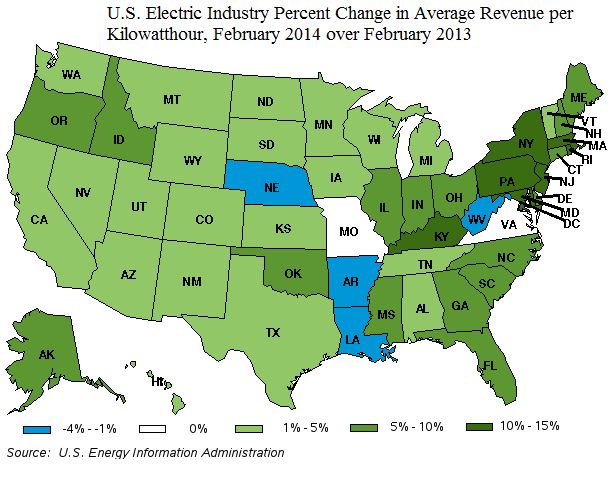 U.S. Electric Industry Percent Change in Average Revenue per
Kilowatthour, February 2014 over February 2013
WA
MT
ND
MN
ME
VT
NH
MA
RI
CT
OR
ID
WY
SD
WI
MI
NY
PA
NJ
DE
MD
DC
NE
IA
IL
IN
OH
WV
VA
NV
UT
CO
CA
KS
MO
KY
AZ
NM
OK
AR
TN
NC
SC
TX
LA
MS
AL
GA
FL
AK
HI
-4% - -1%
0%
1% - 5%
5% - 10%
10% - 15%
Source: U.S. Energy Information Administration